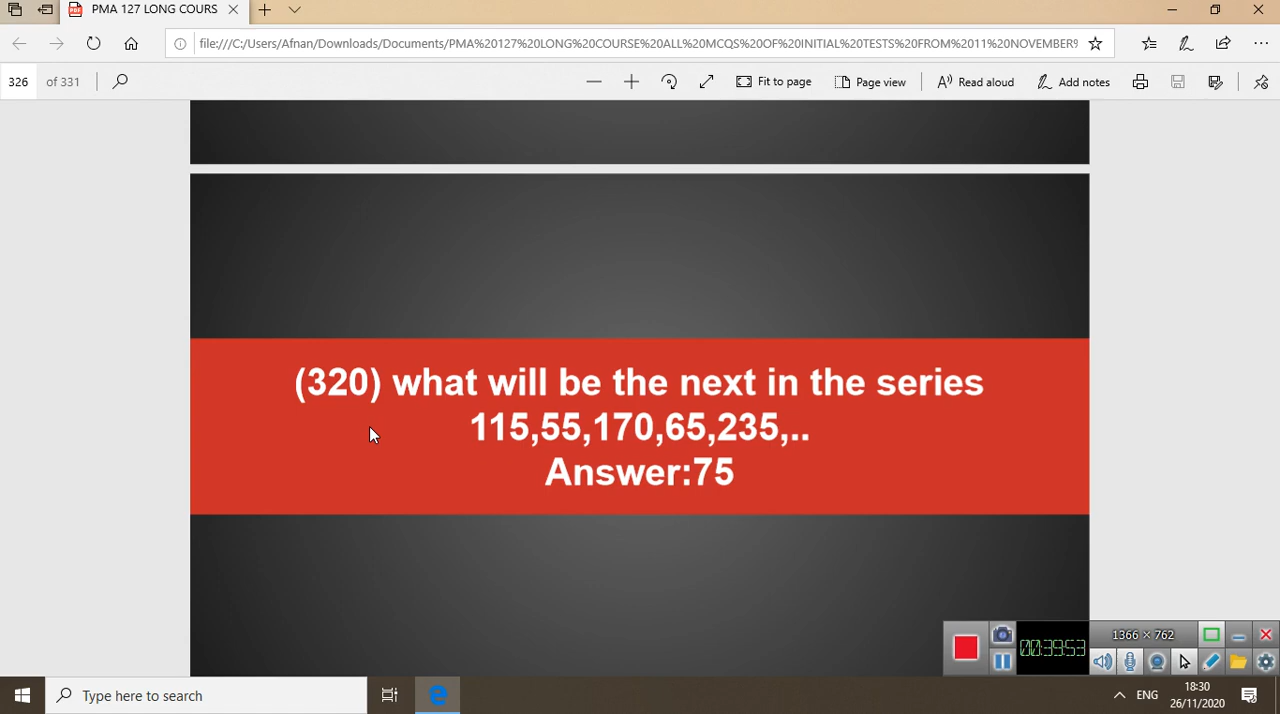 PMA 127 LONG COURS
file:///C:/Users/Afnan/Downloads/Documents/PMA%20127%20LONG%20COURSE%20ALL%20MCQS%20OF%20INITIAL%20TESTS%20FROM%2011%20NOVEMBER%
326 of 331
Fit to page
Page view
Read aloud
Add notes
(320) what will be the next in the series
115,55,170,65,235,..
Answer:75
1366 × 762
00:39:53
Type here to search
ENG
18:30
26/11/2020